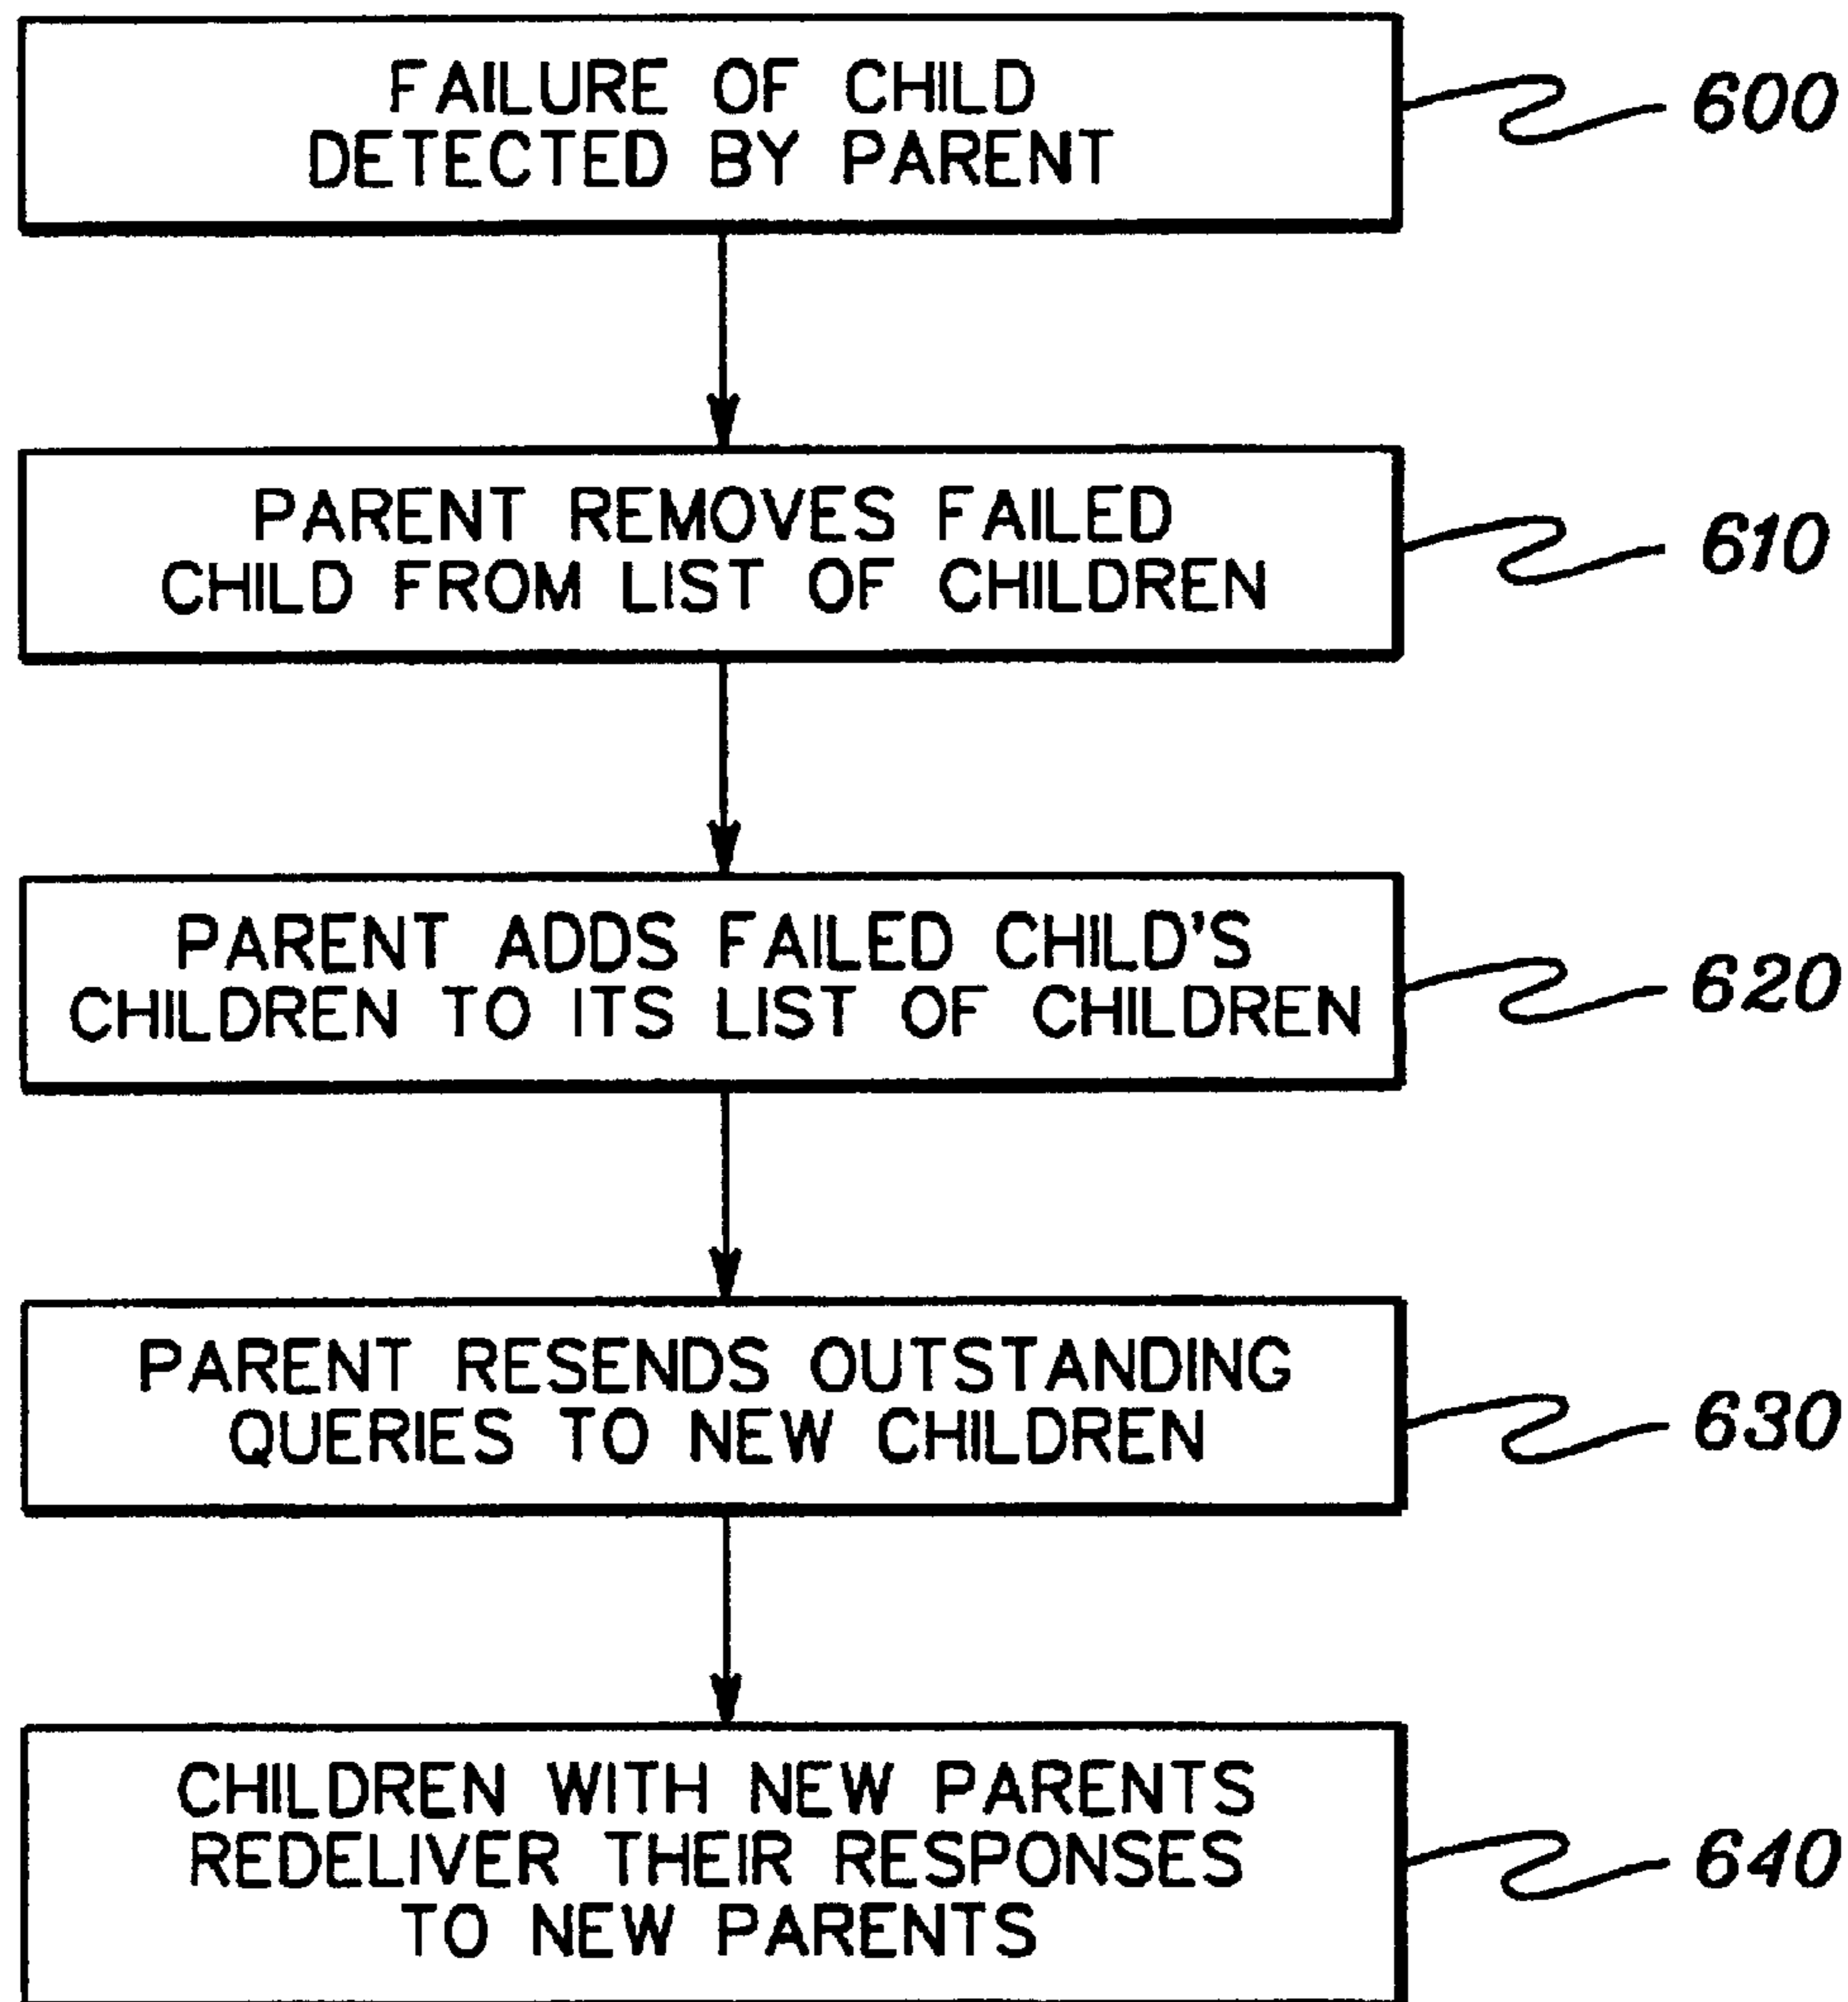 FAILURE OF CHILD
DETECTED BY PARENT
600
PARENT REMOVES FAILED
CHILD FROM LIST OF CHILDREN
610
PARENT ADDS FAILED CHILD'S
CHILDREN TO ITS LIST OF CHILDREN
620
PARENT RESENDS OUTSTANDING
QUERIES TO NEW CHILDREN
630
CHILDREN WITH NEW PARENTS
REDELIVER THEIR RESPONSES
TO NEW PARENTS
640